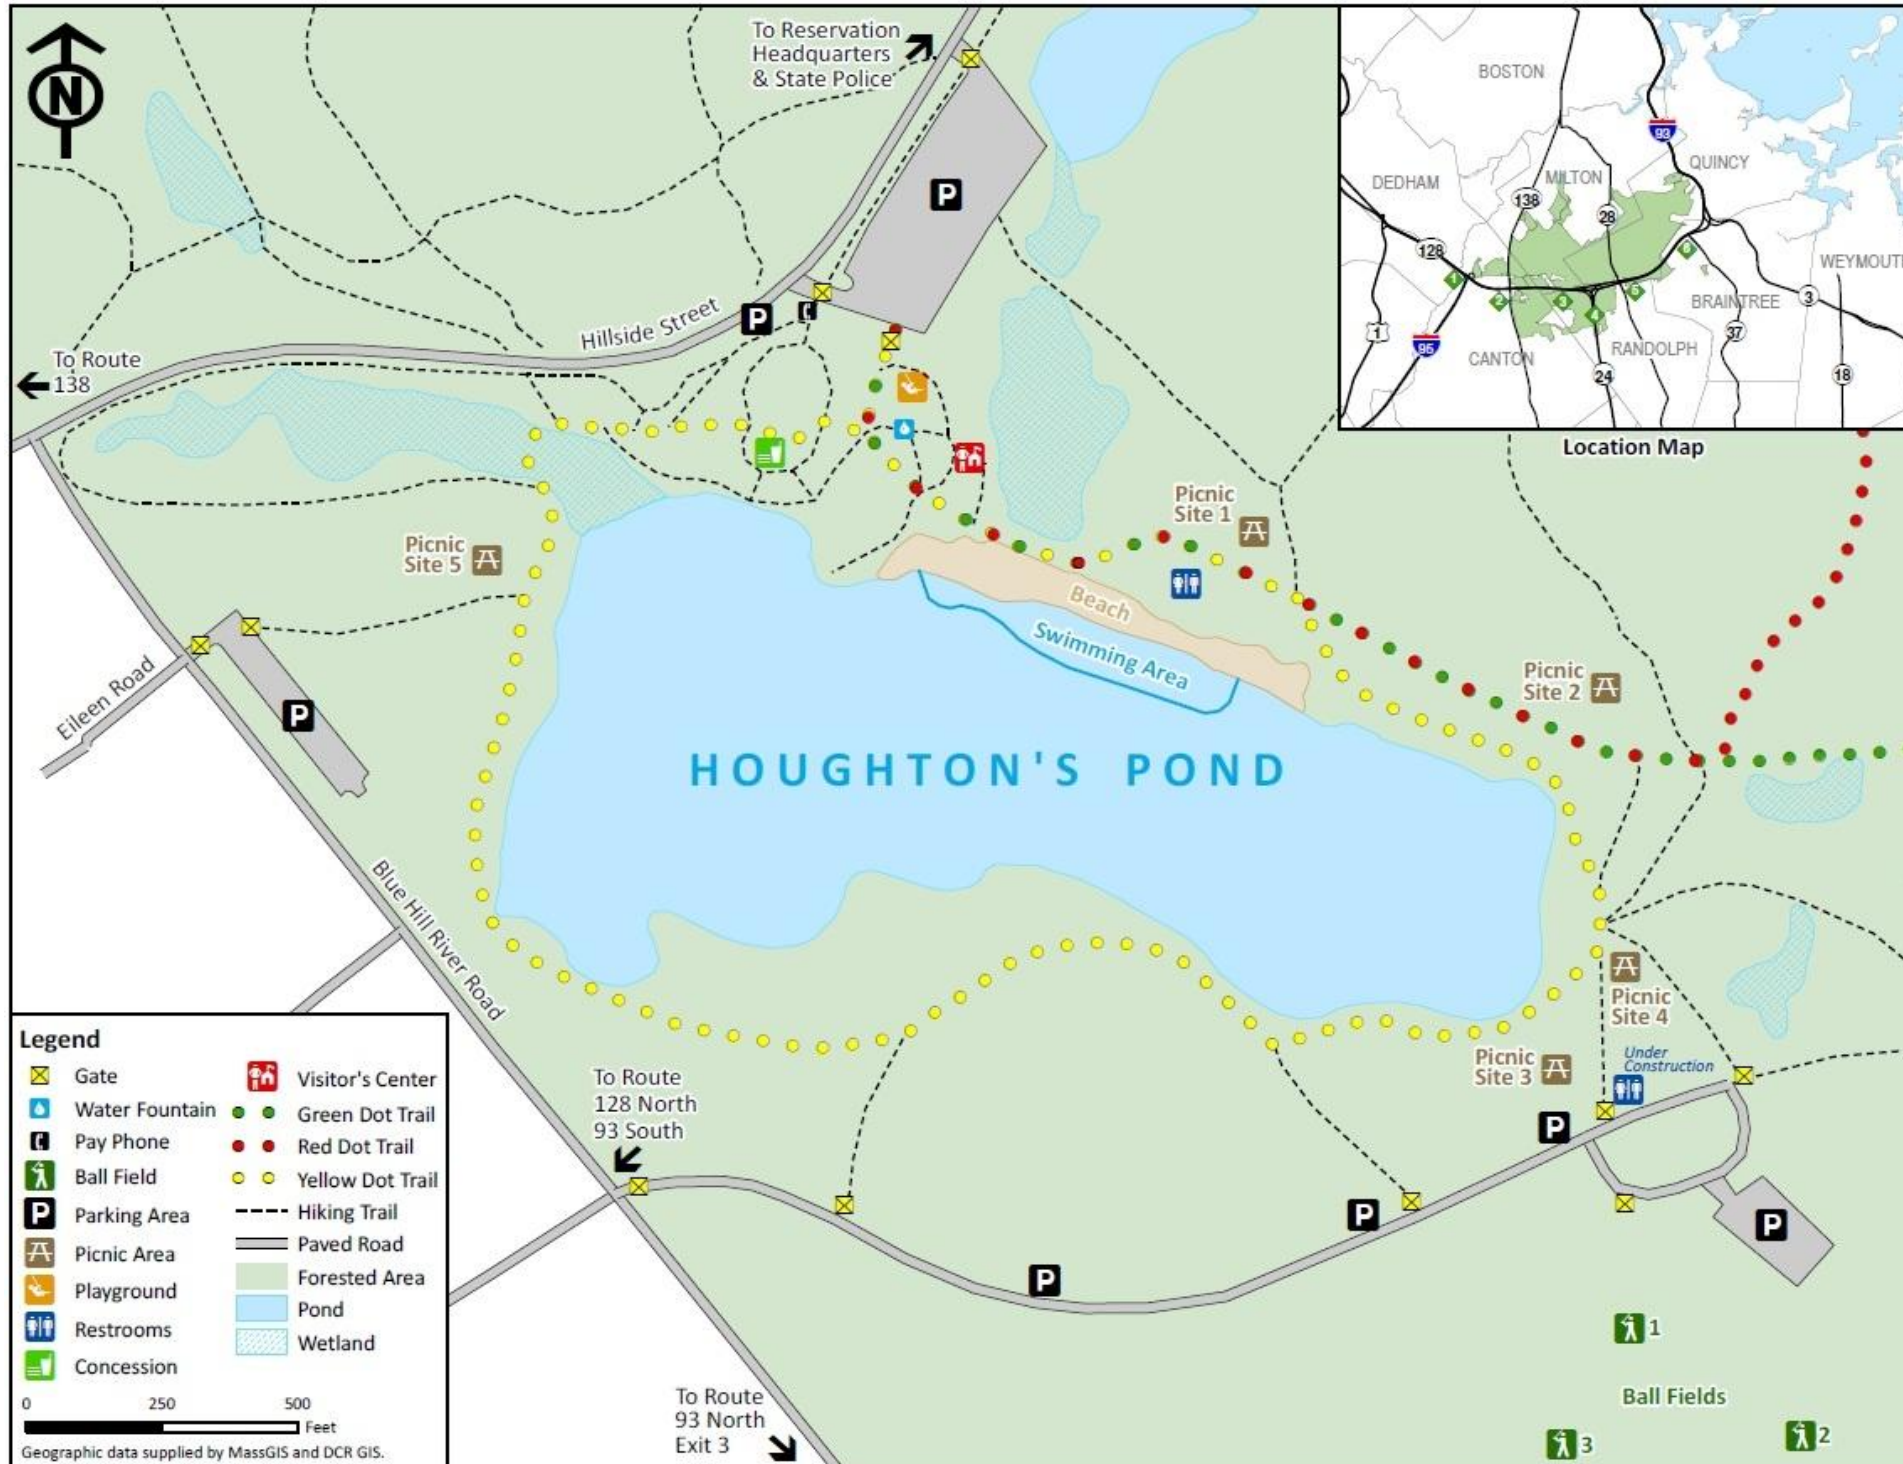 N
To Reservation
Headquarters
& State Police
P
BOSTON
93
QUINCY
DEDHAM
MILTON
138
28
128
WEYMOUTH
1
2
3
4
5
6
BRAINTREE
3
1
95
37
CANTON
RANDOLPH
24
18
Location Map
P
Hillside Street
To Route
138
Picnic
Site 1
Picnic
Site 5
Beach
Swimming Area
Picnic
Site 2
Eileen Road
P
HOUGHTON'S POND
Blue Hill River Road
Picnic
Site 4
Picnic
Site 3
Under
Construction
To Route
128 North
93 South
P
P
P
P
1
Ball Fields
2
3
To Route
93 North
Exit 3
Legend
Gate
Water Fountain
Pay Phone
Ball Field
P Parking Area
Picnic Area
Playground
Restrooms
Concession
Visitor's Center
Green Dot Trail
Red Dot Trail
Yellow Dot Trail
Hiking Trail
Paved Road
Forested Area
Pond
Wetland
0 250 500
Feet
Geographic data supplied by MassGIS and DCR GIS.